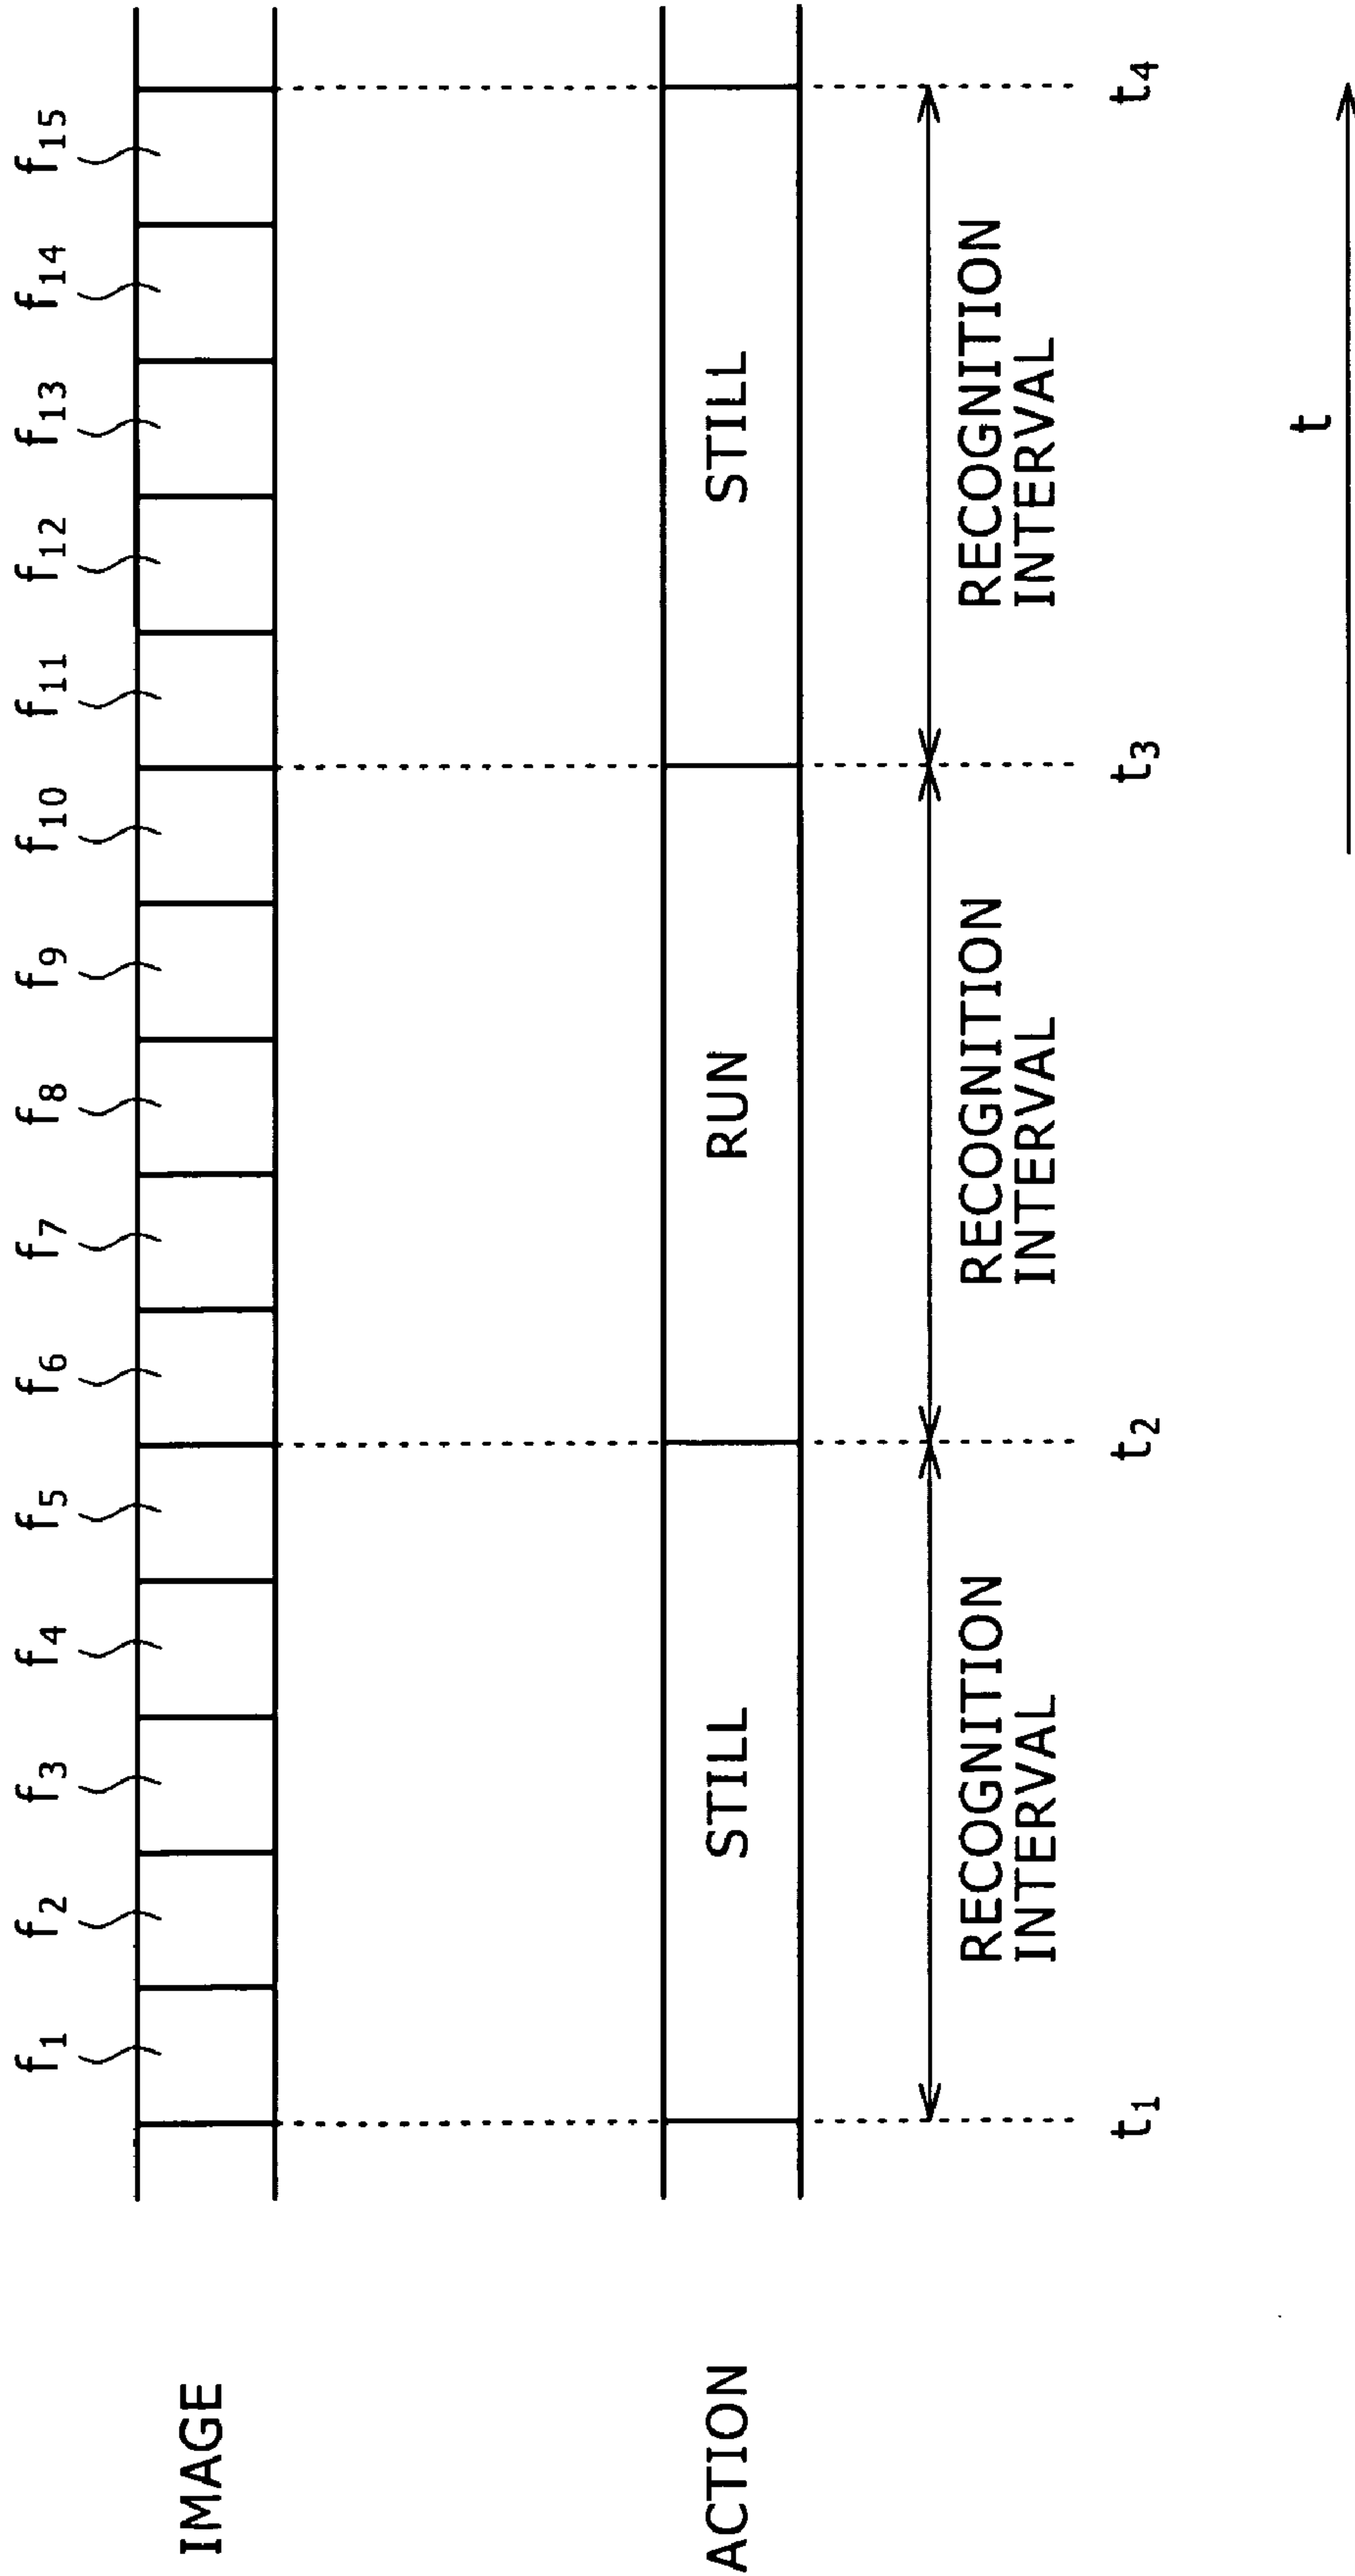 f1 f2 f3 f4 f5 f6 f7 f8 f9 f10 f11 f12 f13 f14 f15
IMAGE
ACTION STILL RUN STILL
RECOGNITION INTERVAL
RECOGNITION INTERVAL
RECOGNITION INTERVAL
t1 t2 t3 t4
t